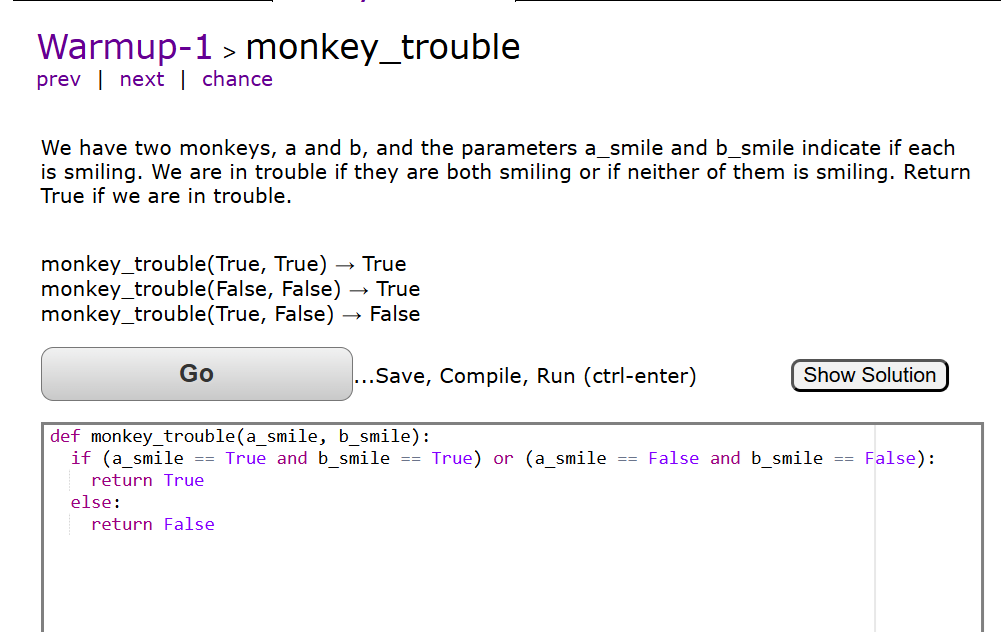 Warmup-1 > monkey_trouble
prev | next | chance
We have two monkeys, a and b, and the parameters a_smile and b_smile indicate if each
is smiling. We are in trouble if they are both smiling or if neither of them is smiling. Return
True if we are in trouble.
monkey_trouble(True, True) → True
monkey_trouble(False, False) → True
monkey_trouble(True, False) → False
Go ...Save, Compile, Run (ctrl-enter) Show Solution
def monkey_trouble(a_smile, b_smile):
  if (a_smile == True and b_smile == True) or (a_smile == False and b_smile == False):
    return True
  else:
    return False